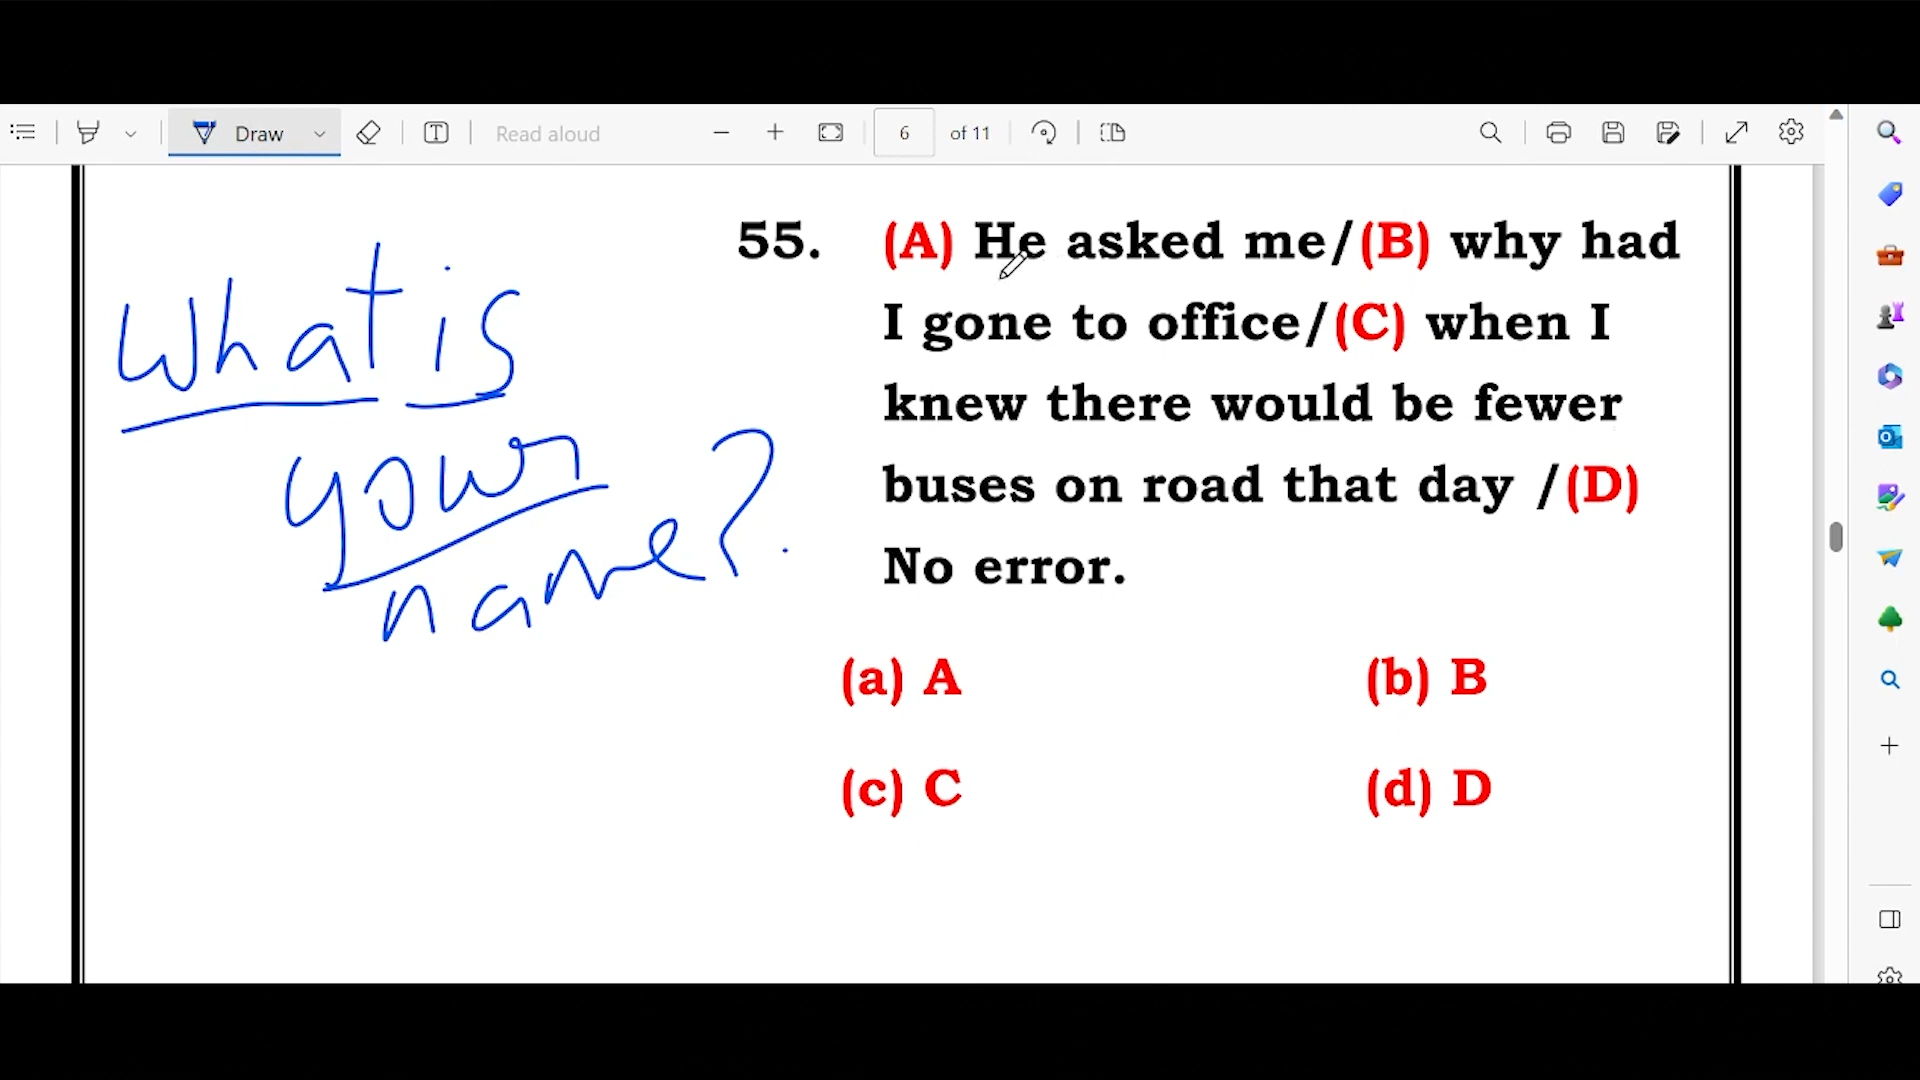 Draw
Read aloud
6 of 11
What is
your
name?
55. (A) He asked me/(B) why had
I gone to office/(C) when I
knew there would be fewer
buses on road that day /(D)
No error.
(a) A (b) B
(c) C (d) D